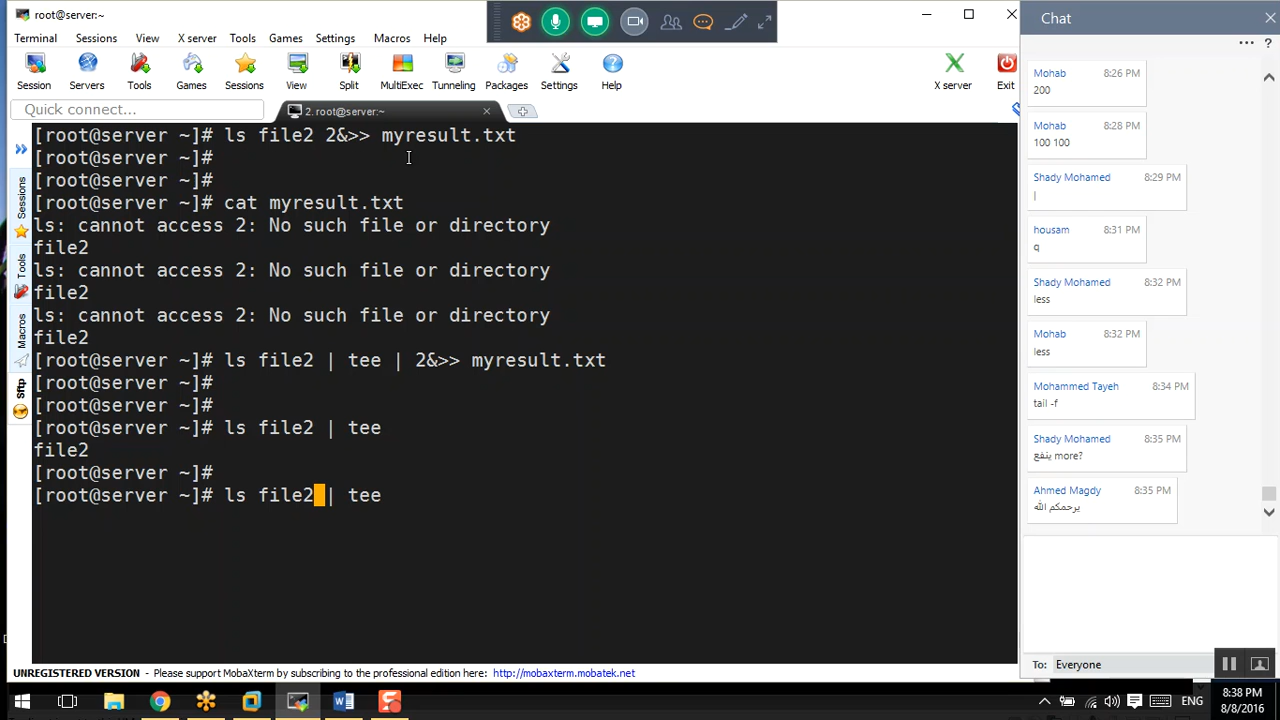 root@server:~
Terminal Sessions View X server Tools Games Settings Macros Help
Session Servers Tools Games Sessions View Split MultiExec Tunneling Packages Settings Help X server Exit
Quick connect...
2. root@server:~
[root@server ~]# ls file2 2&>> myresult.txt
[root@server ~]#
[root@server ~]#
[root@server ~]# cat myresult.txt
ls: cannot access 2: No such file or directory
file2
ls: cannot access 2: No such file or directory
file2
ls: cannot access 2: No such file or directory
file2
[root@server ~]# ls file2 | tee | 2&>> myresult.txt
[root@server ~]#
[root@server ~]#
[root@server ~]# ls file2 | tee
file2
[root@server ~]#
[root@server ~]# ls file2 | tee
Sessions
Tools
Macros
Sftp
UNREGISTERED VERSION - Please support MobaXterm by subscribing to the professional edition here: http://mobaxterm.mobatek.net
Chat
Mohab 8:26 PM
200
Mohab 8:28 PM
100 100
Shady Mohamed 8:29 PM
|
housam 8:31 PM
q
Shady Mohamed 8:32 PM
less
Mohab 8:32 PM
less
Mohammed Tayeh 8:34 PM
tail -f
Shady Mohamed 8:35 PM
ينفع more?
Ahmed Magdy 8:35 PM
يرحمكم الله
To: Everyone
ENG
8:38 PM
8/8/2016